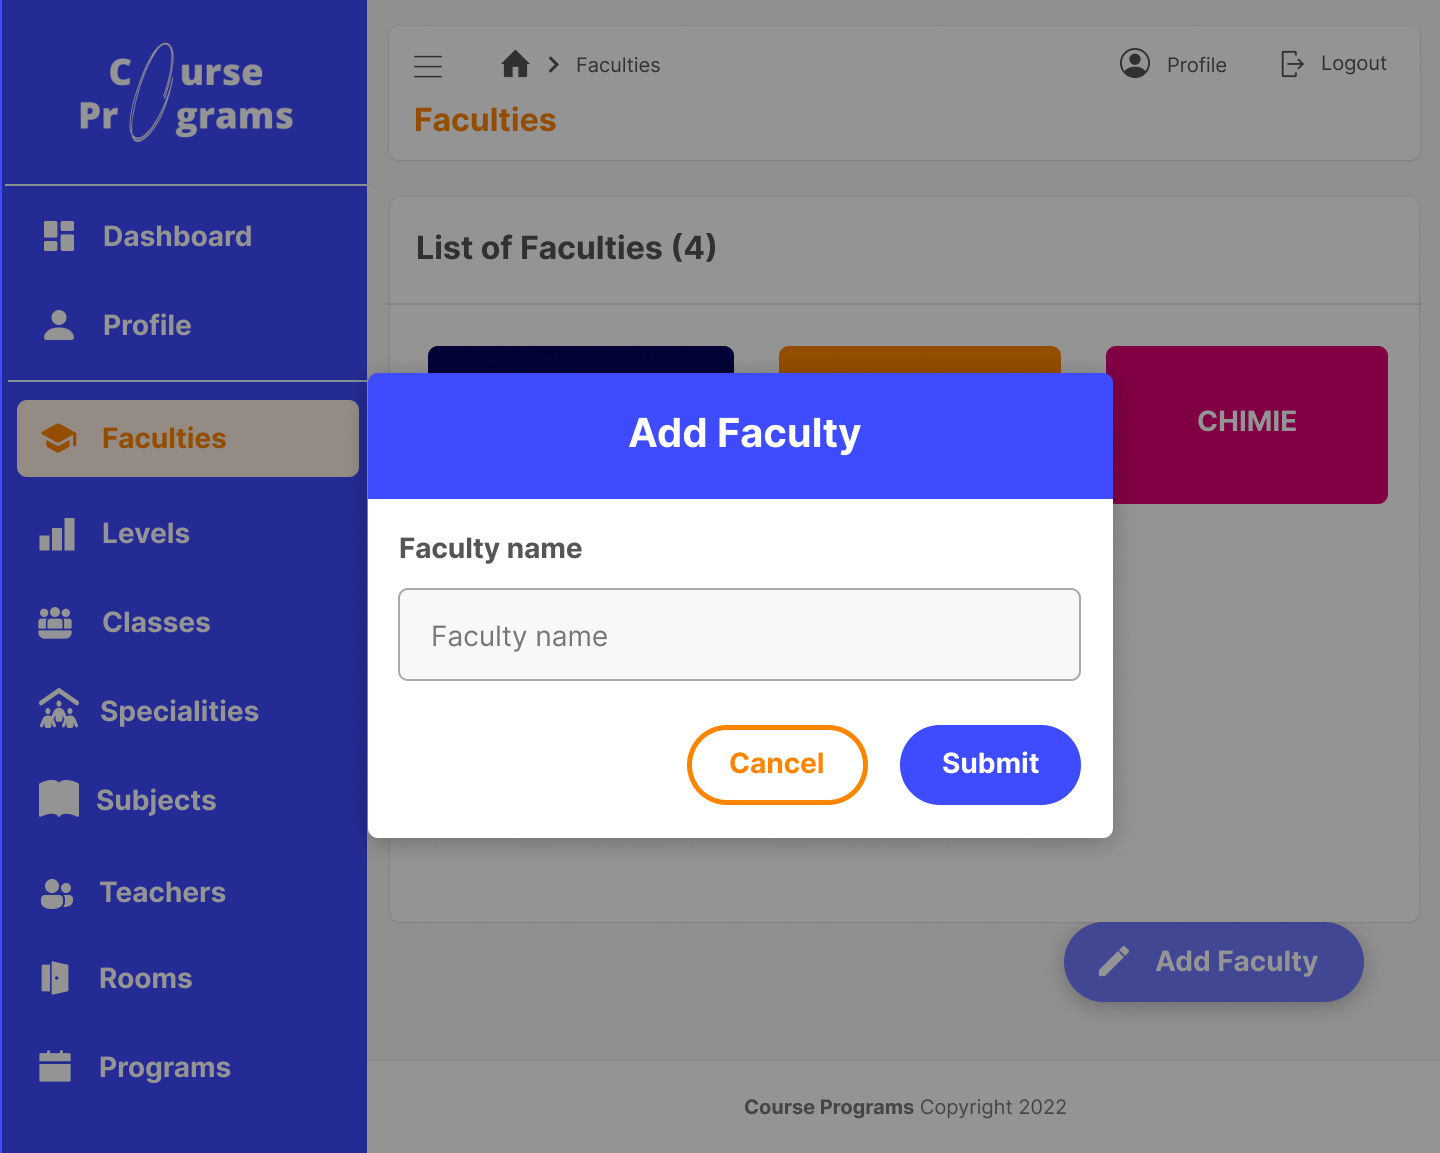 C urse
Pr grams
Dashboard
Profile
Faculties
Levels
Classes
Specialities
Subjects
Teachers
Rooms
Programs
Faculties
Profile
Logout
Faculties
List of Faculties (4)
CHIMIE
Add Faculty
Faculty name
Faculty name
Cancel
Submit
Add Faculty
Course Programs Copyright 2022